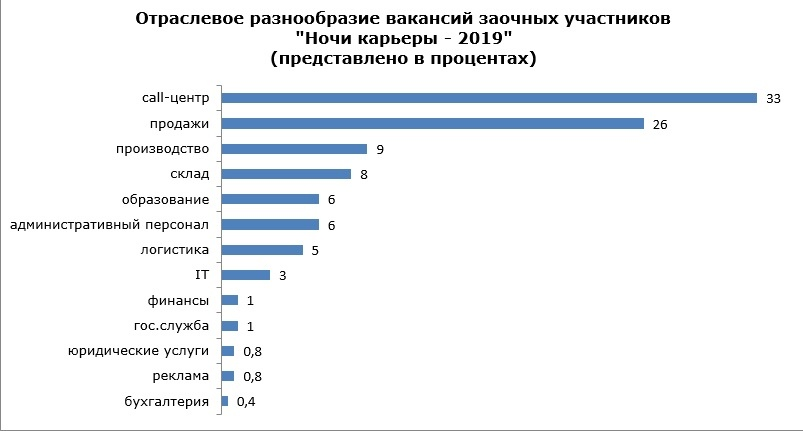 Отраслевое разнообразие вакансий заочных участников
"Ночи карьеры - 2019"
(представлено в процентах)
call-центр 33
продажи 26
производство 9
склад 8
образование 6
административный персонал 6
логистика 5
IT 3
финансы 1
гос.служба 1
юридические услуги 0,8
реклама 0,8
бухгалтерия 0,4